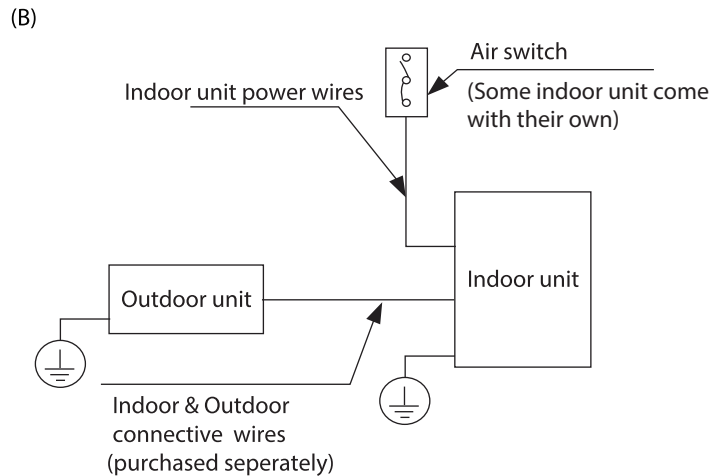 (B)
Air switch
Indoor unit power wires
(Some indoor unit come
with their own)
Indoor unit
Outdoor unit
Indoor & Outdoor
connective wires
(purchased seperately)